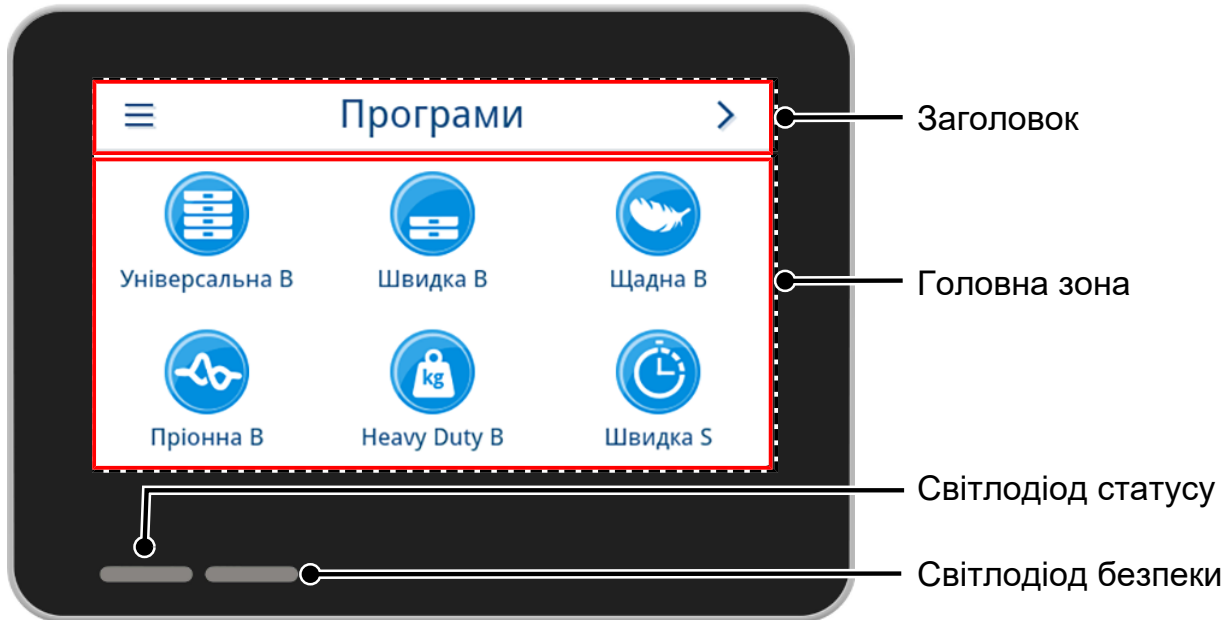 Програми
Заголовок
Універсальна B
Швидка B
Щадна B
Головна зона
kg
Пріонна B
Heavy Duty B
Швидка S
Світлодіод статусу
Світлодіод безпеки